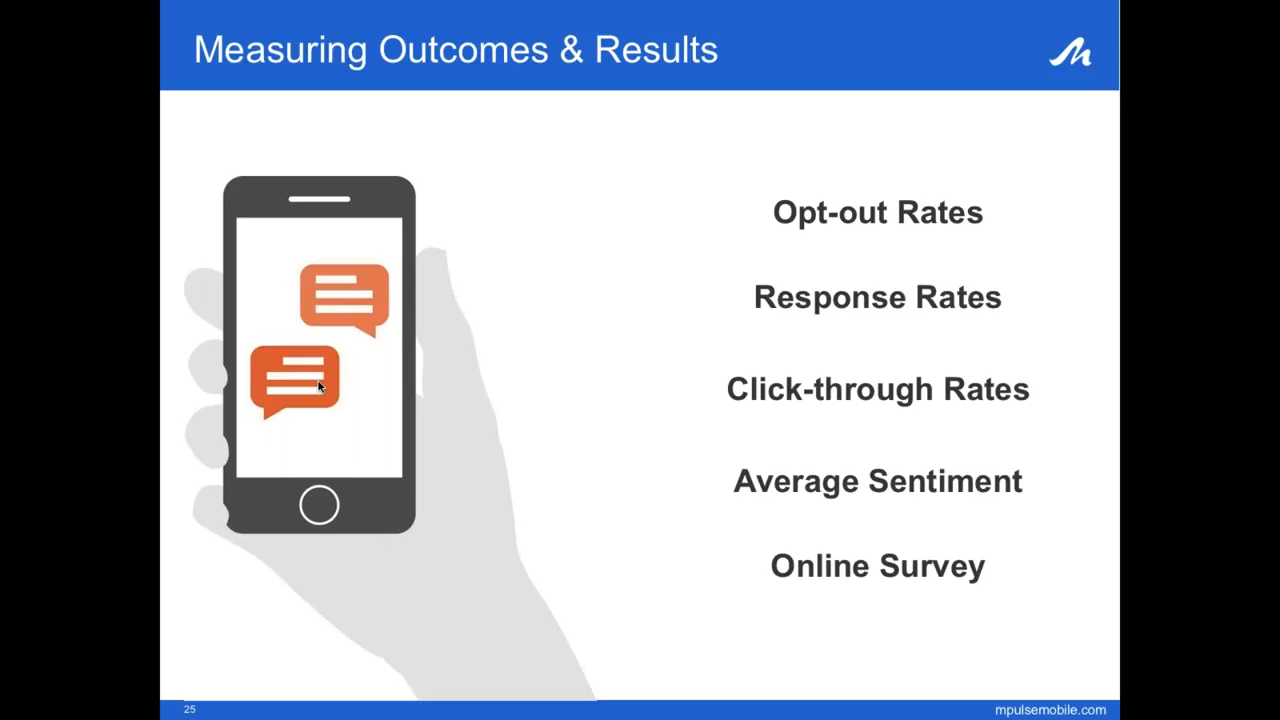 Measuring Outcomes & Results
Opt-out Rates
Response Rates
Click-through Rates
Average Sentiment
Online Survey
25
mpulsemobile.com